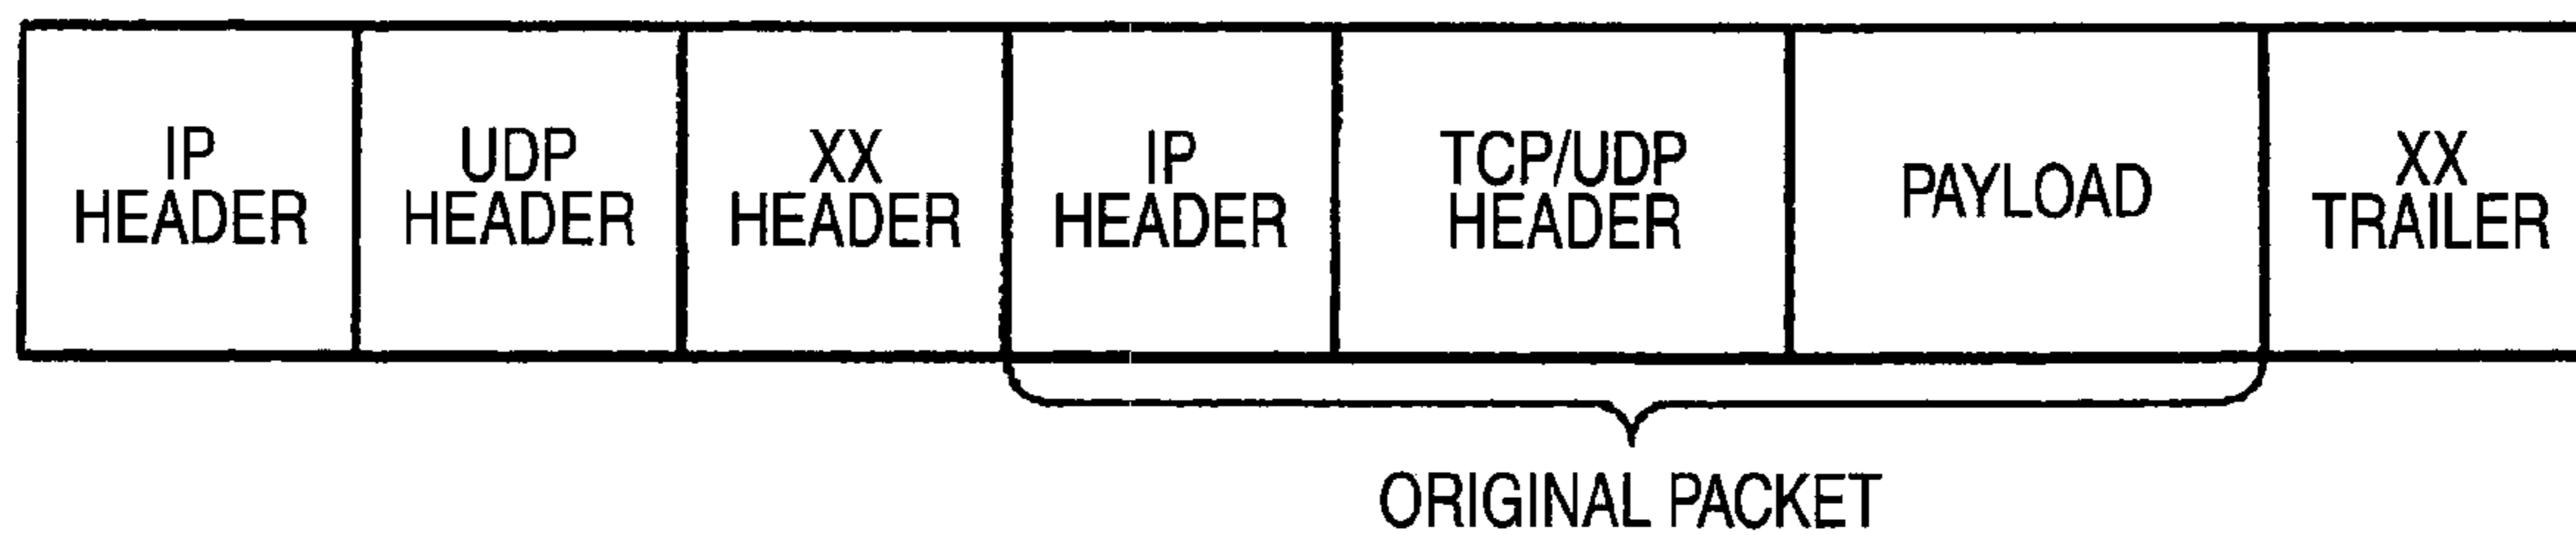 IP
HEADER
UDP
HEADER
XX
HEADER
IP
HEADER
TCP/UDP
HEADER
PAYLOAD
XX
TRAILER
ORIGINAL PACKET